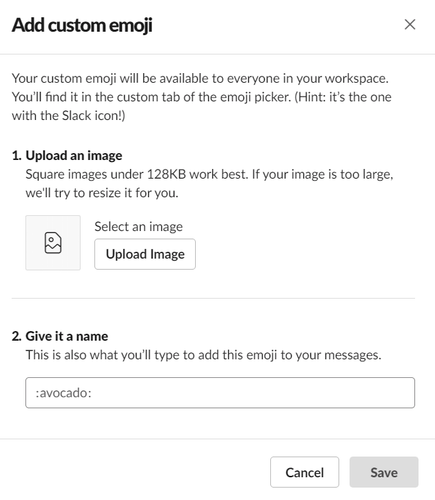 Add custom emoji
Your custom emoji will be available to everyone in your workspace.
You'll find it in the custom tab of the emoji picker. (Hint: it's the one
with the Slack icon!)
1. Upload an image
Square images under 128KB work best. If your image is too large,
we'll try to resize it for you.
Select an image
Upload Image
2. Give it a name
This is also what you'll type to add this emoji to your messages.
:avocado:
Cancel
Save